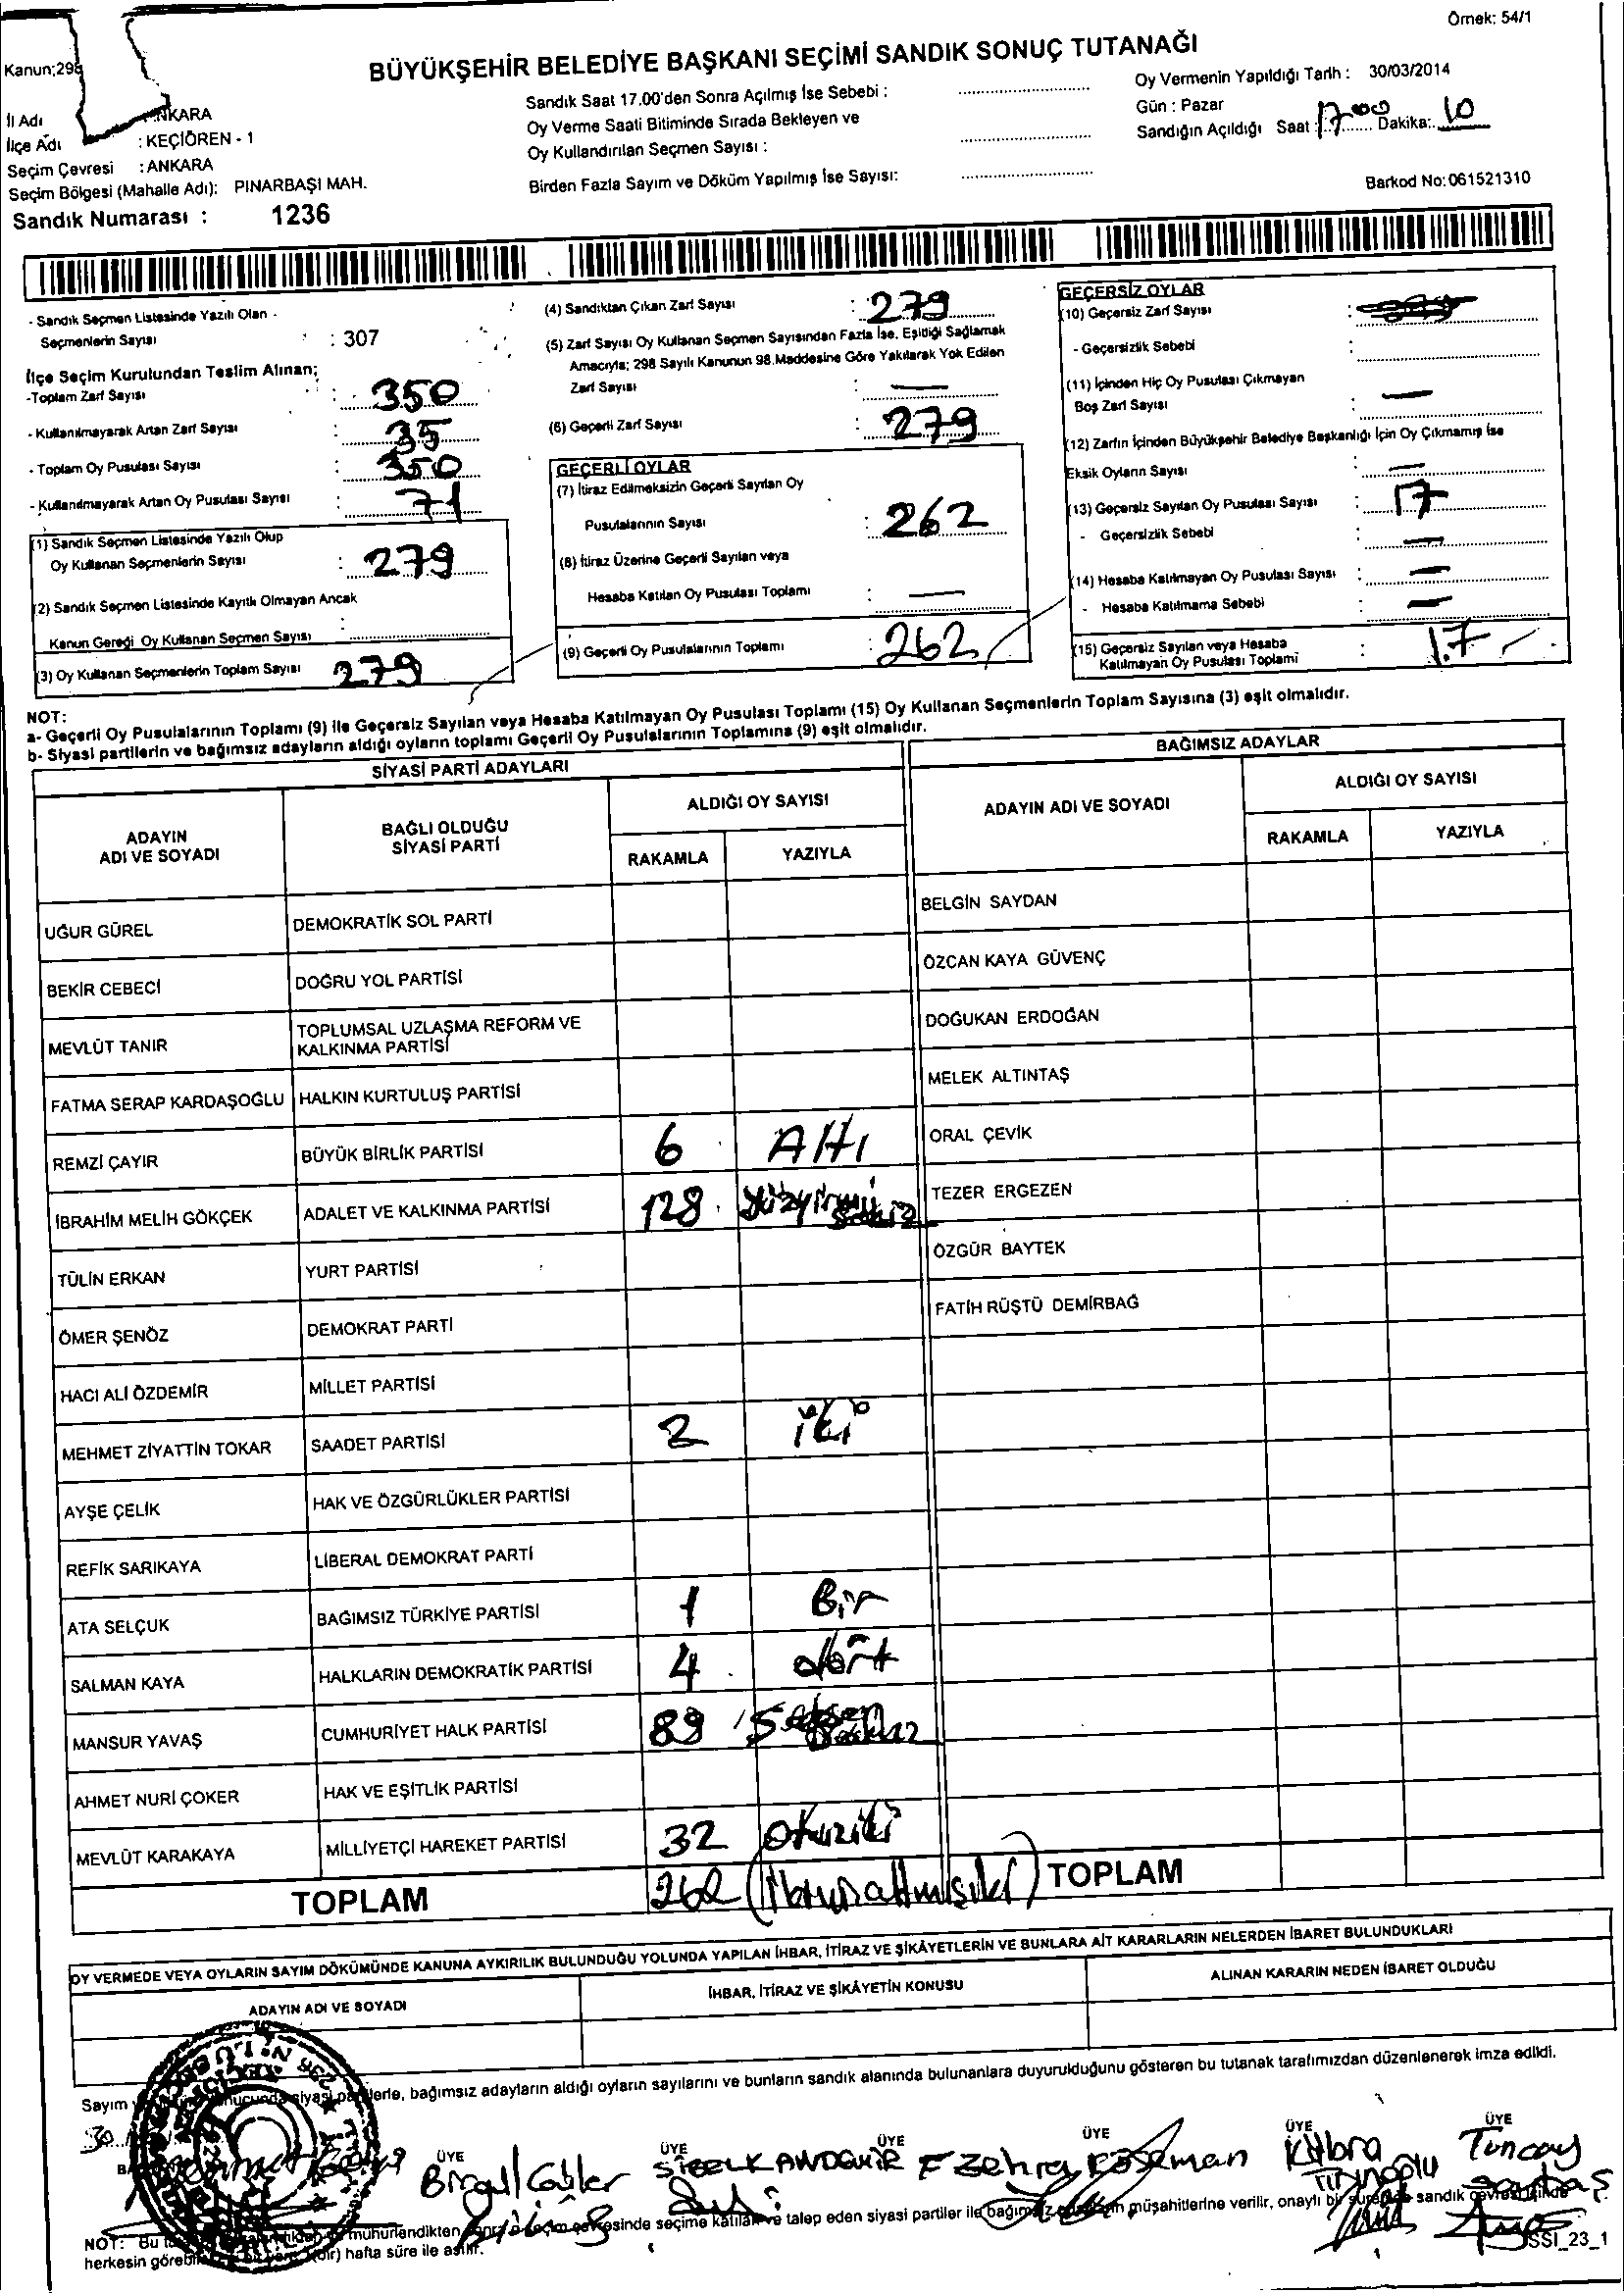 Örnek: 54/1
Kanun;298
BÜYÜKŞEHİR BELEDİYE BAŞKANI SEÇİMİ SANDIK SONUÇ TUTANAĞI
İl Adı ANKARA
İlçe Adı : KEÇİÖREN - 1
Seçim Çevresi : ANKARA
Seçim Bölgesi (Mahalle Adı): PINARBAŞI MAH.
Sandık Numarası : 1236
Sandık Saat 17.00'den Sonra Açılmış İse Sebebi :
Oy Verme Saati Bitiminde Sırada Bekleyen ve
Oy Kullandırılan Seçmen Sayısı :
Birden Fazla Sayım ve Döküm Yapılmış İse Sayısı:
Oy Vermenin Yapıldığı Tarih : 30/03/2014
Gün : Pazar
Sandığın Açıldığı Saat : 17.00 Dakika: 10
Barkod No: 061521310
- Sandık Seçmen Listesinde Yazılı Olan -
Seçmenlerin Sayısı : 307
İlçe Seçim Kurulundan Teslim Alınan;
-Toplam Zarf Sayısı : 350
- Kullanılmayarak Artan Zarf Sayısı : 35
- Toplam Oy Pusulası Sayısı : 350
- Kullanılmayarak Artan Oy Pusulası Sayısı : 71
(1) Sandık Seçmen Listesinde Yazılı Olup
Oy Kullanan Seçmenlerin Sayısı : 279
(2) Sandık Seçmen Listesinde Kayıtlı Olmayan Ancak
Kanun Gereği Oy Kullanan Seçmen Sayısı :
(3) Oy Kullanan Seçmenlerin Toplam Sayısı 279
(4) Sandıktan Çıkan Zarf Sayısı : 279
(5) Zarf Sayısı Oy Kullanan Seçmen Sayısından Fazla İse, Eşitliği Sağlamak
Amacıyla; 298 Sayılı Kanunun 98.Maddesine Göre Yakılarak Yok Edilen
Zarf Sayısı : —
(6) Geçerli Zarf Sayısı : 279
GEÇERLİ OYLAR
(7) İtiraz Edilmeksizin Geçerli Sayılan Oy
Pusulalarının Sayısı : 262
(8) İtiraz Üzerine Geçerli Sayılan veya
Hesaba Katılan Oy Pusulası Toplamı : —
(9) Geçerli Oy Pusulalarının Toplamı : 262
GEÇERSİZ OYLAR
(10) Geçersiz Zarf Sayısı :
- Geçersizlik Sebebi :
(11) İçinden Hiç Oy Pusulası Çıkmayan
Boş Zarf Sayısı : —
(12) Zarfın İçinden Büyükşehir Belediye Başkanlığı İçin Oy Çıkmamış İse
Eksik Oyların Sayısı : —
(13) Geçersiz Sayılan Oy Pusulası Sayısı : 17
- Geçersizlik Sebebi : —
(14) Hesaba Katılmayan Oy Pusulası Sayısı : —
- Hesaba Katılmama Sebebi : —
(15) Geçersiz Sayılan veya Hesaba
Katılmayan Oy Pusulası Toplamı : 17
NOT:
a- Geçerli Oy Pusulalarının Toplamı (9) ile Geçersiz Sayılan veya Hesaba Katılmayan Oy Pusulası Toplamı (15) Oy Kullanan Seçmenlerin Toplam Sayısına (3) eşit olmalıdır.
b- Siyasi partilerin ve bağımsız adayların aldığı oyların toplamı Geçerli Oy Pusulalarının Toplamına (9) eşit olmalıdır.
SİYASİ PARTİ ADAYLARI
ADAYIN ADI VE SOYADI BAĞLI OLDUĞU SİYASİ PARTİ ALDIĞI OY SAYISI
RAKAMLA YAZIYLA
UĞUR GÜREL DEMOKRATİK SOL PARTİ
BEKİR CEBECİ DOĞRU YOL PARTİSİ
MEVLÜT TANIR TOPLUMSAL UZLAŞMA REFORM VE KALKINMA PARTİSİ
FATMA SERAP KARDAŞOĞLU HALKIN KURTULUŞ PARTİSİ
REMZİ ÇAYIR BÜYÜK BİRLİK PARTİSİ 6 Altı
İBRAHİM MELİH GÖKÇEK ADALET VE KALKINMA PARTİSİ 128 yüzyirmi sekiz
TÜLİN ERKAN YURT PARTİSİ
ÖMER ŞENÖZ DEMOKRAT PARTİ
HACI ALİ ÖZDEMİR MİLLET PARTİSİ
MEHMET ZİYATTİN TOKAR SAADET PARTİSİ 2 iki
AYŞE ÇELİK HAK VE ÖZGÜRLÜKLER PARTİSİ
REFİK SARIKAYA LİBERAL DEMOKRAT PARTİ
ATA SELÇUK BAĞIMSIZ TÜRKİYE PARTİSİ 1 Bir
SALMAN KAYA HALKLARIN DEMOKRATİK PARTİSİ 4 dört
MANSUR YAVAŞ CUMHURİYET HALK PARTİSİ 89 Seksen Dokuz
AHMET NURİ ÇOKER HAK VE EŞİTLİK PARTİSİ
MEVLÜT KARAKAYA MİLLİYETÇİ HAREKET PARTİSİ 32 otuziki
TOPLAM 262 (ikiyüzaltmışiki)
BAĞIMSIZ ADAYLAR
ADAYIN ADI VE SOYADI ALDIĞI OY SAYISI
RAKAMLA YAZIYLA
BELGİN SAYDAN
ÖZCAN KAYA GÜVENÇ
DOĞUKAN ERDOĞAN
MELEK ALTINTAŞ
ORAL ÇEVİK
TEZER ERGEZEN
ÖZGÜR BAYTEK
FATİH RÜŞTÜ DEMİRBAĞ
TOPLAM
OY VERMEDE VEYA OYLARIN SAYIM DÖKÜMÜNDE KANUNA AYKIRILIK BULUNDUĞU YOLUNDA YAPILAN İHBAR, İTİRAZ VE ŞİKÂYETLERİN VE BUNLARA AİT KARARLARIN NELERDEN İBARET BULUNDUKLARI
ADAYIN ADI VE SOYADI İHBAR, İTİRAZ VE ŞİKÂYETİN KONUSU ALINAN KARARIN NEDEN İBARET OLDUĞU
Sayım siyasi partilerle, bağımsız adayların aldığı oyların sayılarını ve bunların sandık alanında bulunanlara duyurulduğunu gösteren bu tutanak tarafımızdan düzenlenerek imza edildi.
30
ÜYE ÜYE ÜYE ÜYE ÜYE ÜYE
Birgül SİBEL KANDEMİR Zehra Kübra Tuncay
NOT: Bu mühürlendikten seçim çevresinde seçime katılan ve talep eden siyasi partiler ile bağımsız müşahitlerine verilir, onaylı bir sandık çevresi içinde
herkesin hafta süre ile asılır.
SSI_23_1